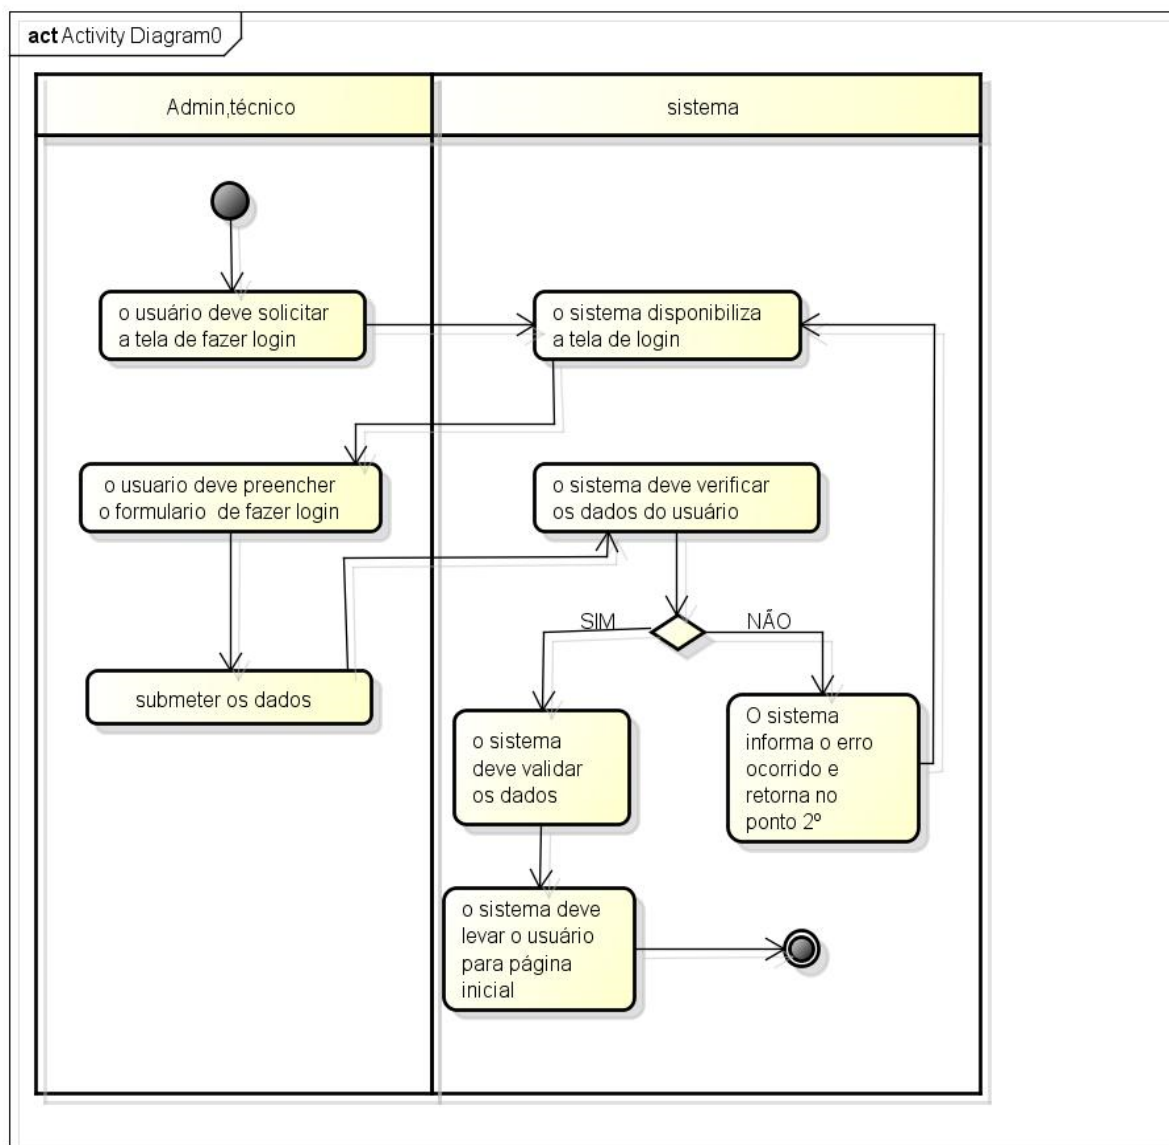 act Activity Diagram0
Admin,técnico
sistema
o usuário deve solicitar
a tela de fazer login
o sistema disponibiliza
a tela de login
o usuario deve preencher
o formulario de fazer login
o sistema deve verificar
os dados do usuário
SIM
NÃO
submeter os dados
o sistema
deve validar
os dados
O sistema
informa o erro
ocorrido e
retorna no
ponto 2º
o sistema deve
levar o usuário
para página
inicial